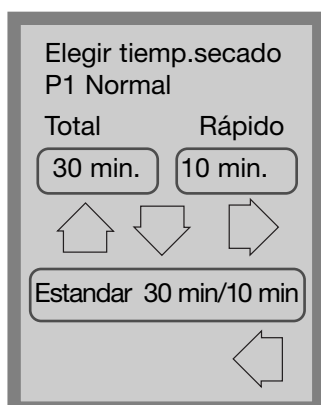 Elegir tiemp.secado
P1 Normal
Total Rápido
30 min. 10 min.
Estandar 30 min/10 min